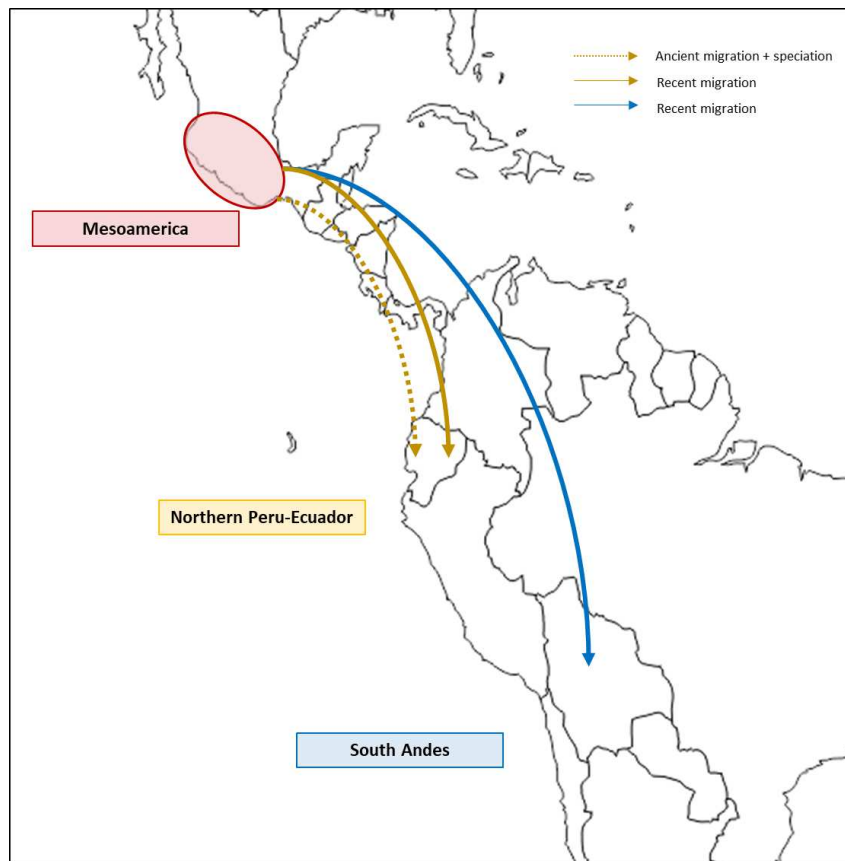 Ancient migration + speciation
Recent migration
Recent migration
Mesoamerica
Northern Peru-Ecuador
South Andes